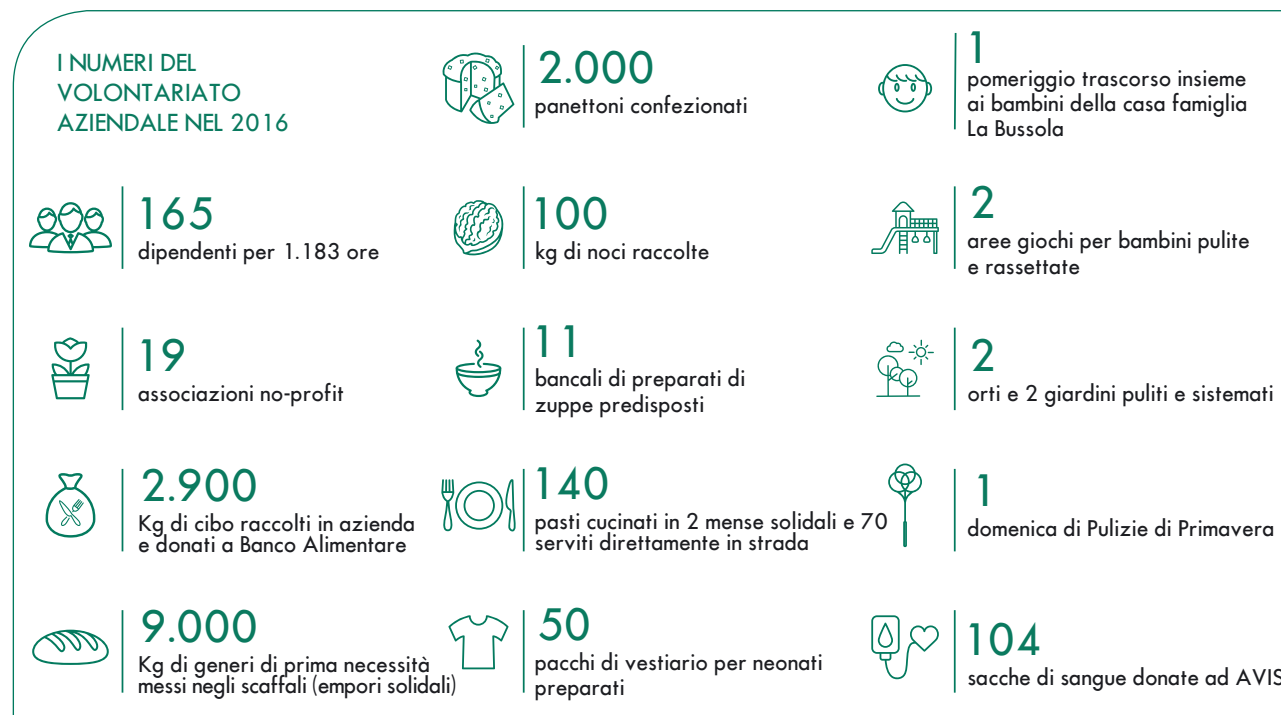 I NUMERI DEL
VOLONTARIATO
AZIENDALE NEL 2016
165
dipendenti per 1.183 ore
19
associazioni no-profit
2.900
Kg di cibo raccolti in azienda
e donati a Banco Alimentare
9.000
Kg di generi di prima necessità
messi negli scaffali (empori solidali)
2.000
panettoni confezionati
100
kg di noci raccolte
11
bancali di preparati di
zuppe predisposti
140
pasti cucinati in 2 mense solidali e 70
serviti direttamente in strada
50
pacchi di vestiario per neonati
preparati
1
pomeriggio trascorso insieme
ai bambini della casa famiglia
La Bussola
2
aree giochi per bambini pulite
e rassettate
2
orti e 2 giardini puliti e sistemati
1
domenica di Pulizie di Primavera
104
sacche di sangue donate ad AVIS